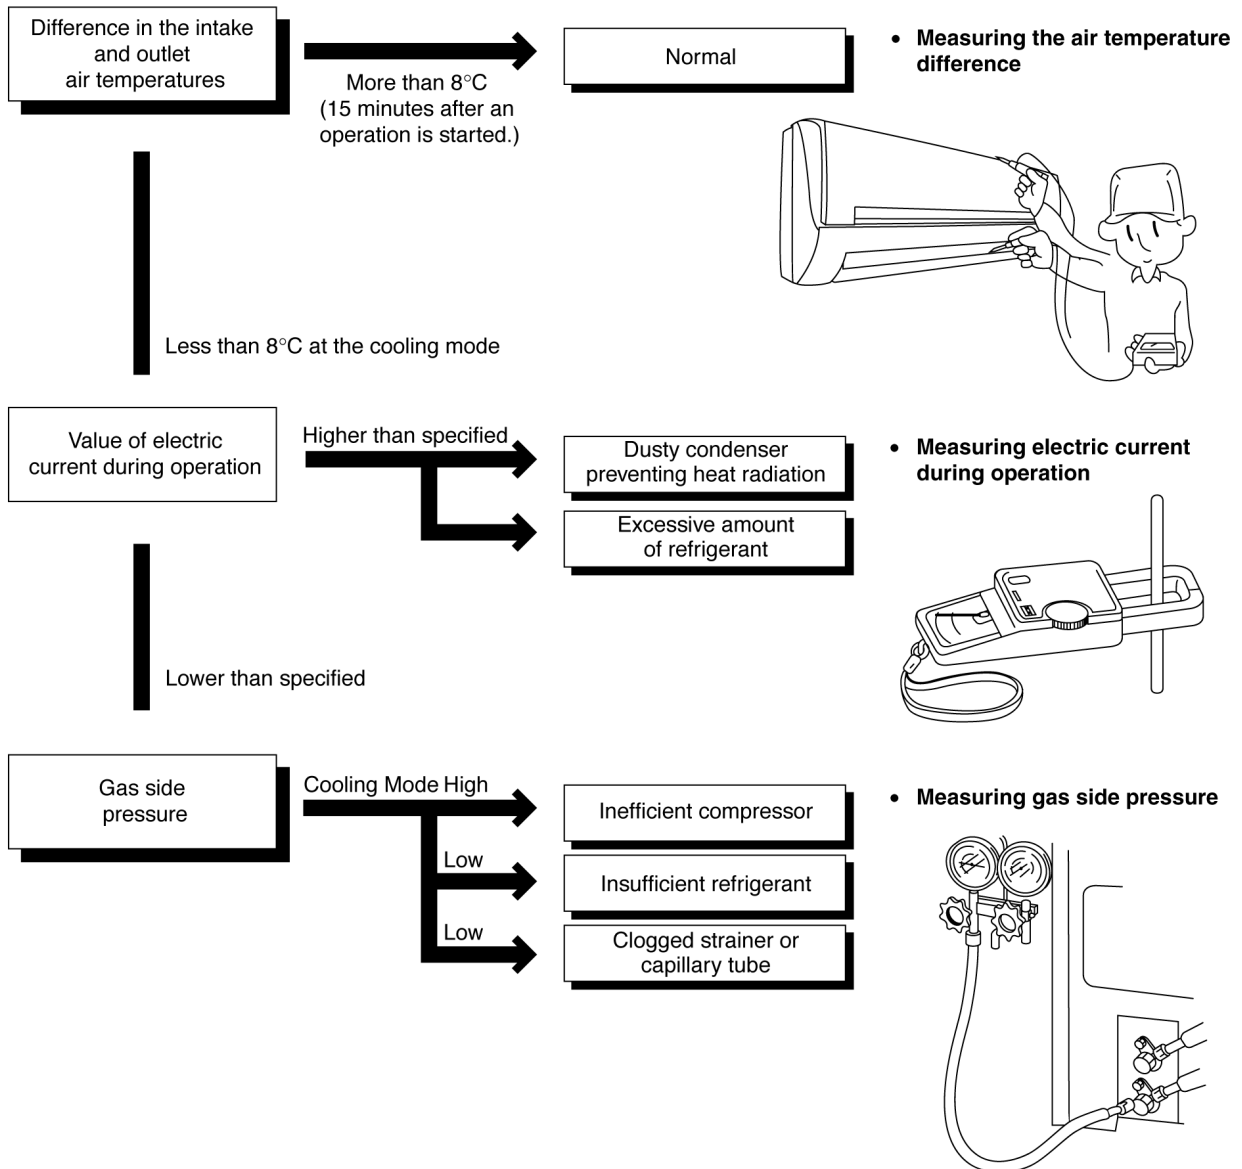 Difference in the intake
and outlet
air temperatures
More than 8°C
(15 minutes after an
operation is started.)
Normal
• Measuring the air temperature
difference
Less than 8°C at the cooling mode
Value of electric
current during operation
Higher than specified
Dusty condenser
preventing heat radiation
Excessive amount
of refrigerant
• Measuring electric current
during operation
Lower than specified
Gas side
pressure
Cooling Mode High
Inefficient compressor
Low
Insufficient refrigerant
Low
Clogged strainer or
capillary tube
• Measuring gas side pressure